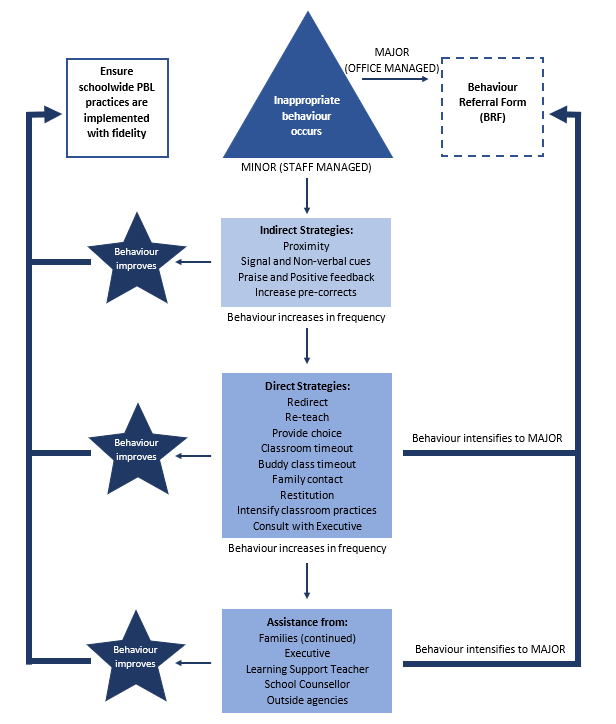 Ensure
schoolwide PBL
practices are
implemented
with fidelity
Inappropriate
behaviour
occurs
MAJOR
(OFFICE MANAGED)
Behaviour
Referral Form
(BRF)
MINOR (STAFF MANAGED)
Behaviour
improves
Indirect Strategies:
Proximity
Signal and Non-verbal cues
Praise and Positive feedback
Increase pre-corrects
Behaviour increases in frequency
Behaviour
improves
Direct Strategies:
Redirect
Re-teach
Provide choice
Classroom timeout
Buddy class timeout
Family contact
Restitution
Intensify classroom practices
Consult with Executive
Behaviour intensifies to MAJOR
Behaviour increases in frequency
Behaviour
improves
Assistance from:
Families (continued)
Executive
Learning Support Teacher
School Counsellor
Outside agencies
Behaviour intensifies to MAJOR